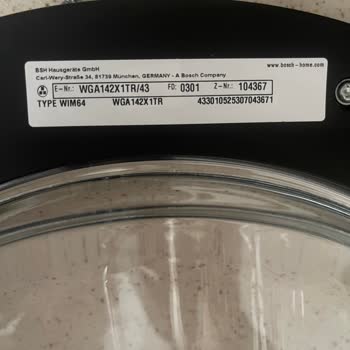 BSH Hausgeräte GmbH
www.bosch-home.com
Carl-Wery-Straße 34, 81739 München, GERMANY - A Bosch Company
E-Nr.: WGA142X1TR/43 FD: 0301 Z-Nr.: 104367
TYPE WIM64 WGA142X1TR 433010525307043671